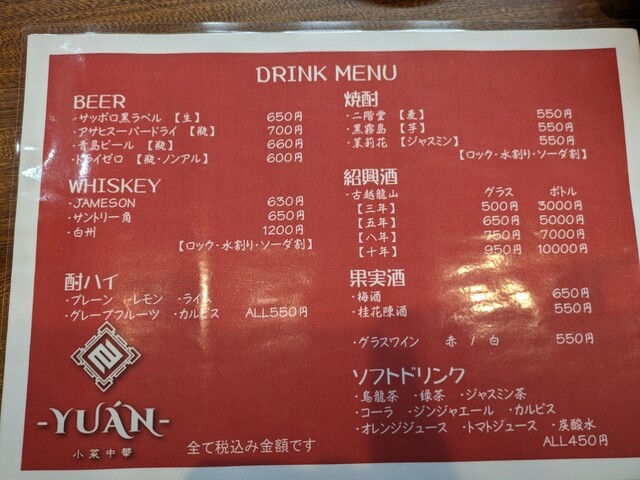 DRINK MENU
BEER
・サッポロ黒ラベル 【生】 650円
・アサヒスーパードライ 【瓶】 700円
・青島ビール 【瓶】 660円
・ドライゼロ 【瓶・ノンアル】 600円
WHISKEY
・JAMESON 630円
・サントリー角 650円
・白州 1200円
【ロック・水割り・ソーダ割】
酎ハイ
・プレーン ・レモン ・ライム
・グレープフルーツ ・カルピス ALL550円
-YUÁN-
小菜中華
全て税込み金額です
焼酎
・二階堂 【麦】 550円
・黒霧島 【芋】 550円
・茉莉花 【ジャスミン】 550円
【ロック・水割り・ソーダ割】
紹興酒
・古越龍山 グラス ボトル
【三年】 500円 3000円
【五年】 650円 5000円
【八年】 750円 7000円
【十年】 950円 10000円
果実酒
・梅酒 650円
・桂花陳酒 550円
・グラスワイン 赤 / 白 550円
ソフトドリンク
・烏龍茶 ・緑茶 ・ジャスミン茶
・コーラ ・ジンジャエール ・カルピス
・オレンジジュース ・トマトジュース ・炭酸水
ALL450円